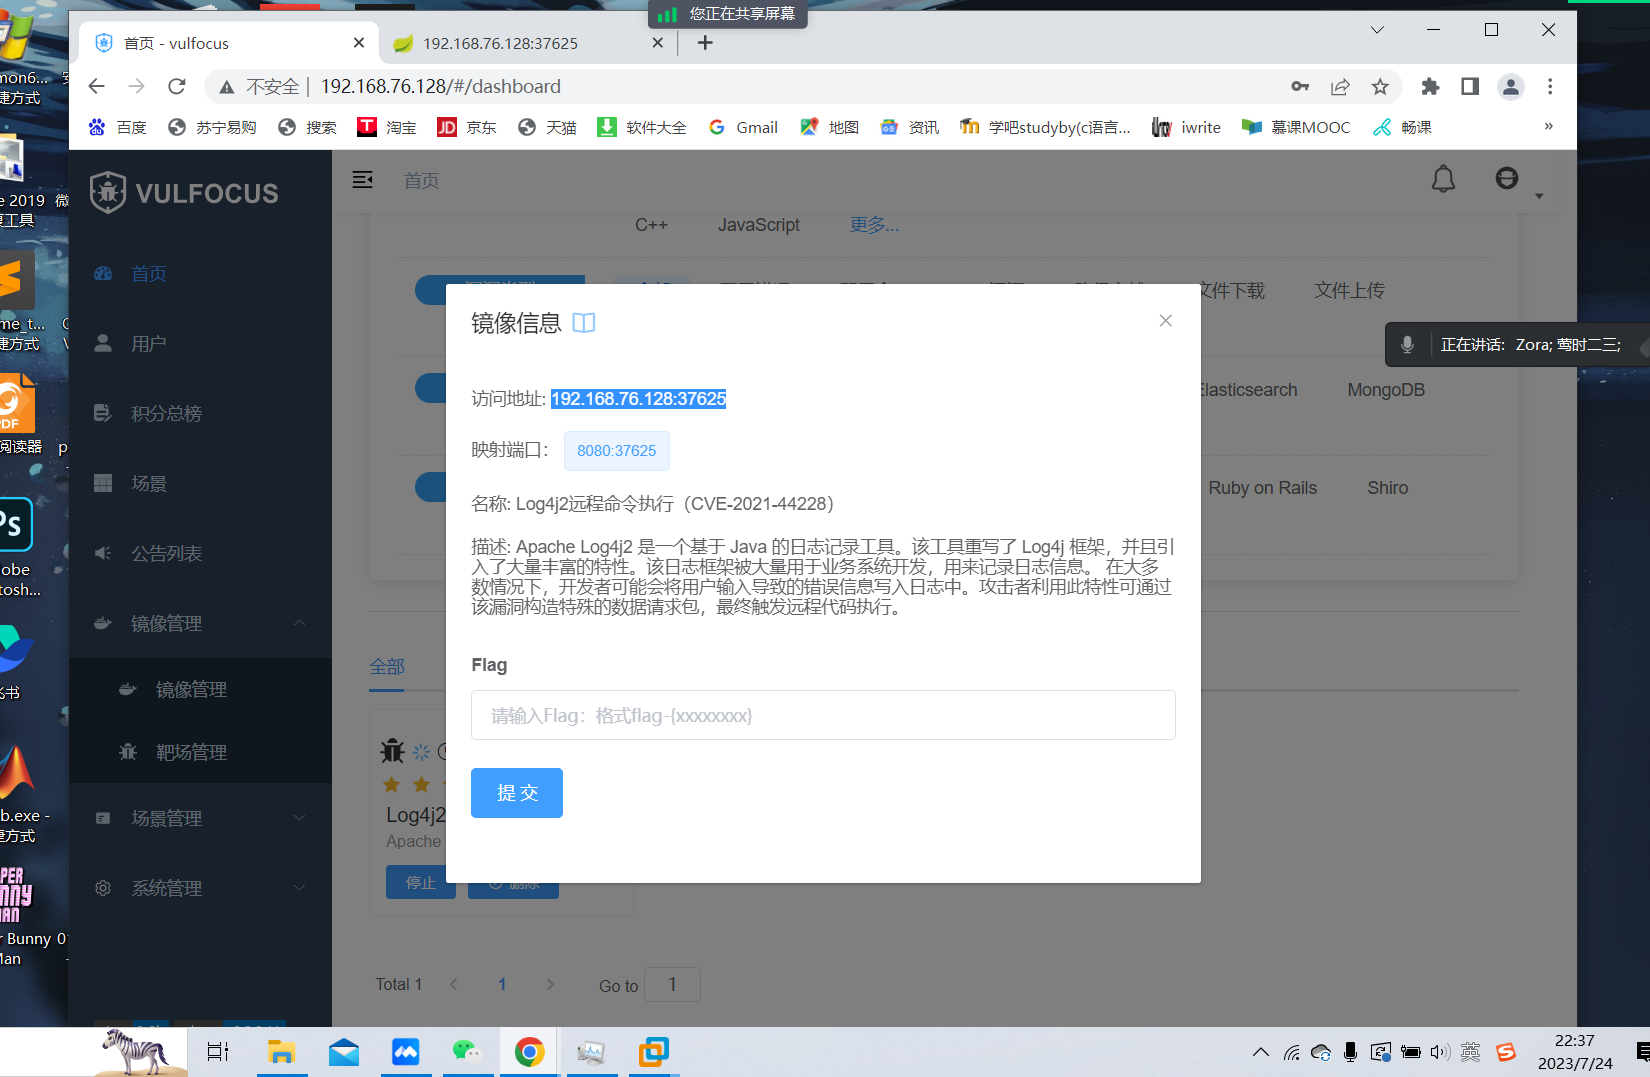 您正在共享屏幕
首页 - vulfocus
192.168.76.128:37625
不安全
192.168.76.128/#/dashboard
百度
苏宁易购
搜索
淘宝
京东
天猫
软件大全
Gmail
地图
资讯
学吧studyby(c语言...
iwrite
慕课MOOC
畅课
»
VULFOCUS
首页
C++
JavaScript
更多...
首页
用户
积分总榜
场景
公告列表
镜像管理
镜像管理
靶场管理
场景管理
系统管理
文件下载
文件上传
MongoDB
Ruby on Rails
Shiro
正在讲话: Zora; 莺时二三;
镜像信息
访问地址: 192.168.76.128:37625
映射端口: 8080:37625
名称: Log4j2远程命令执行（CVE-2021-44228）
描述: Apache Log4j2 是一个基于 Java 的日志记录工具。该工具重写了 Log4j 框架，并且引
入了大量丰富的特性。该日志框架被大量用于业务系统开发，用来记录日志信息。 在大多
数情况下，开发者可能会将用户输入导致的错误信息写入日志中。攻击者利用此特性可通过
该漏洞构造特殊的数据请求包，最终触发远程代码执行。
Flag
请输入Flag：格式flag-{xxxxxxxx}
提 交
全部
Log4j2
Apache
停止
删除
Total 1
1
Go to
1
22:37
2023/7/24
英